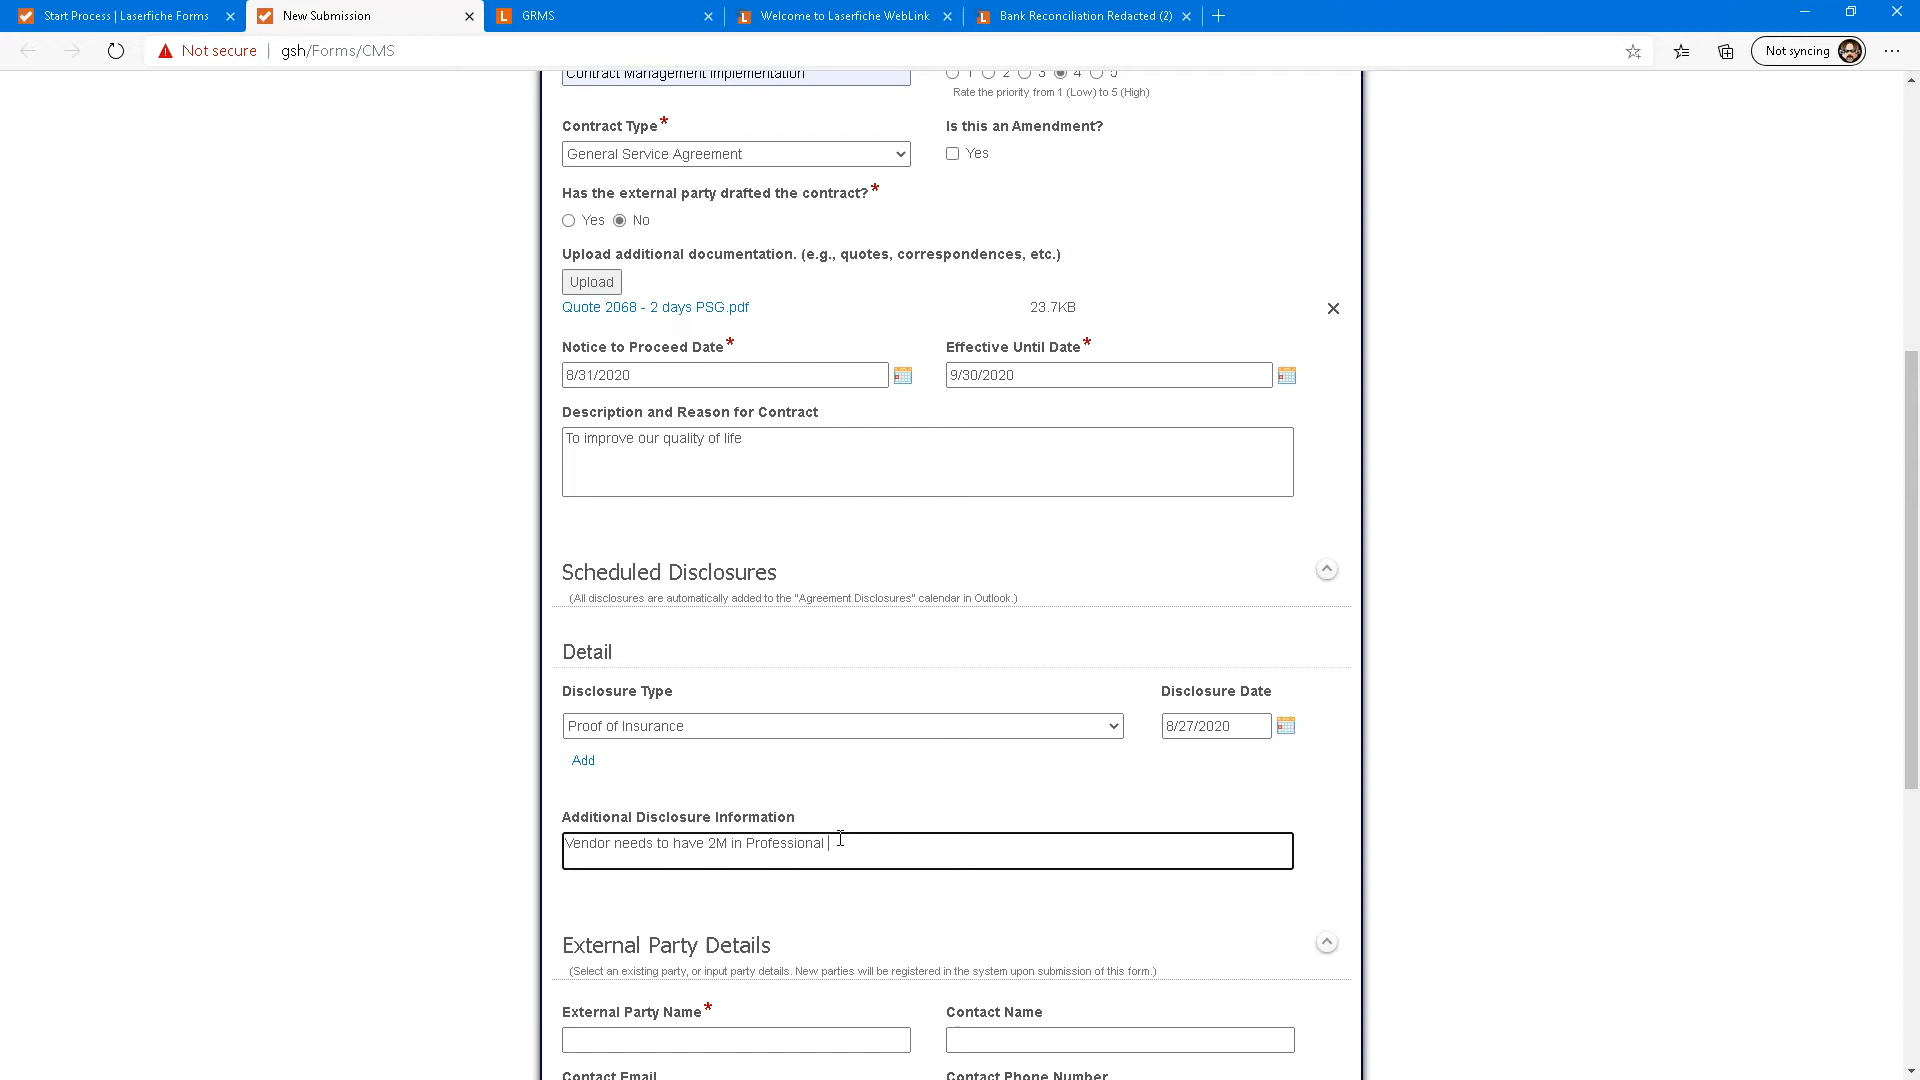 Start Process | Laserfiche Forms
New Submission
GRMS
Welcome to Laserfiche WebLink
Bank Reconciliation Redacted (2)
Not secure
gsh/Forms/CMS
Not syncing
Contract Management Implementation
1 2 3 4 5
Rate the priority from 1 (Low) to 5 (High)
Contract Type*
Is this an Amendment?
General Service Agreement
Yes
Has the external party drafted the contract?*
Yes No
Upload additional documentation. (e.g., quotes, correspondences, etc.)
Upload
Quote 2068 - 2 days PSG.pdf 23.7KB
Notice to Proceed Date*
Effective Until Date*
8/31/2020
9/30/2020
Description and Reason for Contract
To improve our quality of life
Scheduled Disclosures
(All disclosures are automatically added to the "Agreement Disclosures" calendar in Outlook.)
Detail
Disclosure Type
Disclosure Date
Proof of Insurance
8/27/2020
Add
Additional Disclosure Information
Vendor needs to have 2M in Professional
External Party Details
(Select an existing party, or input party details. New parties will be registered in the system upon submission of this form.)
External Party Name*
Contact Name
Contact Email
Contact Phone Number